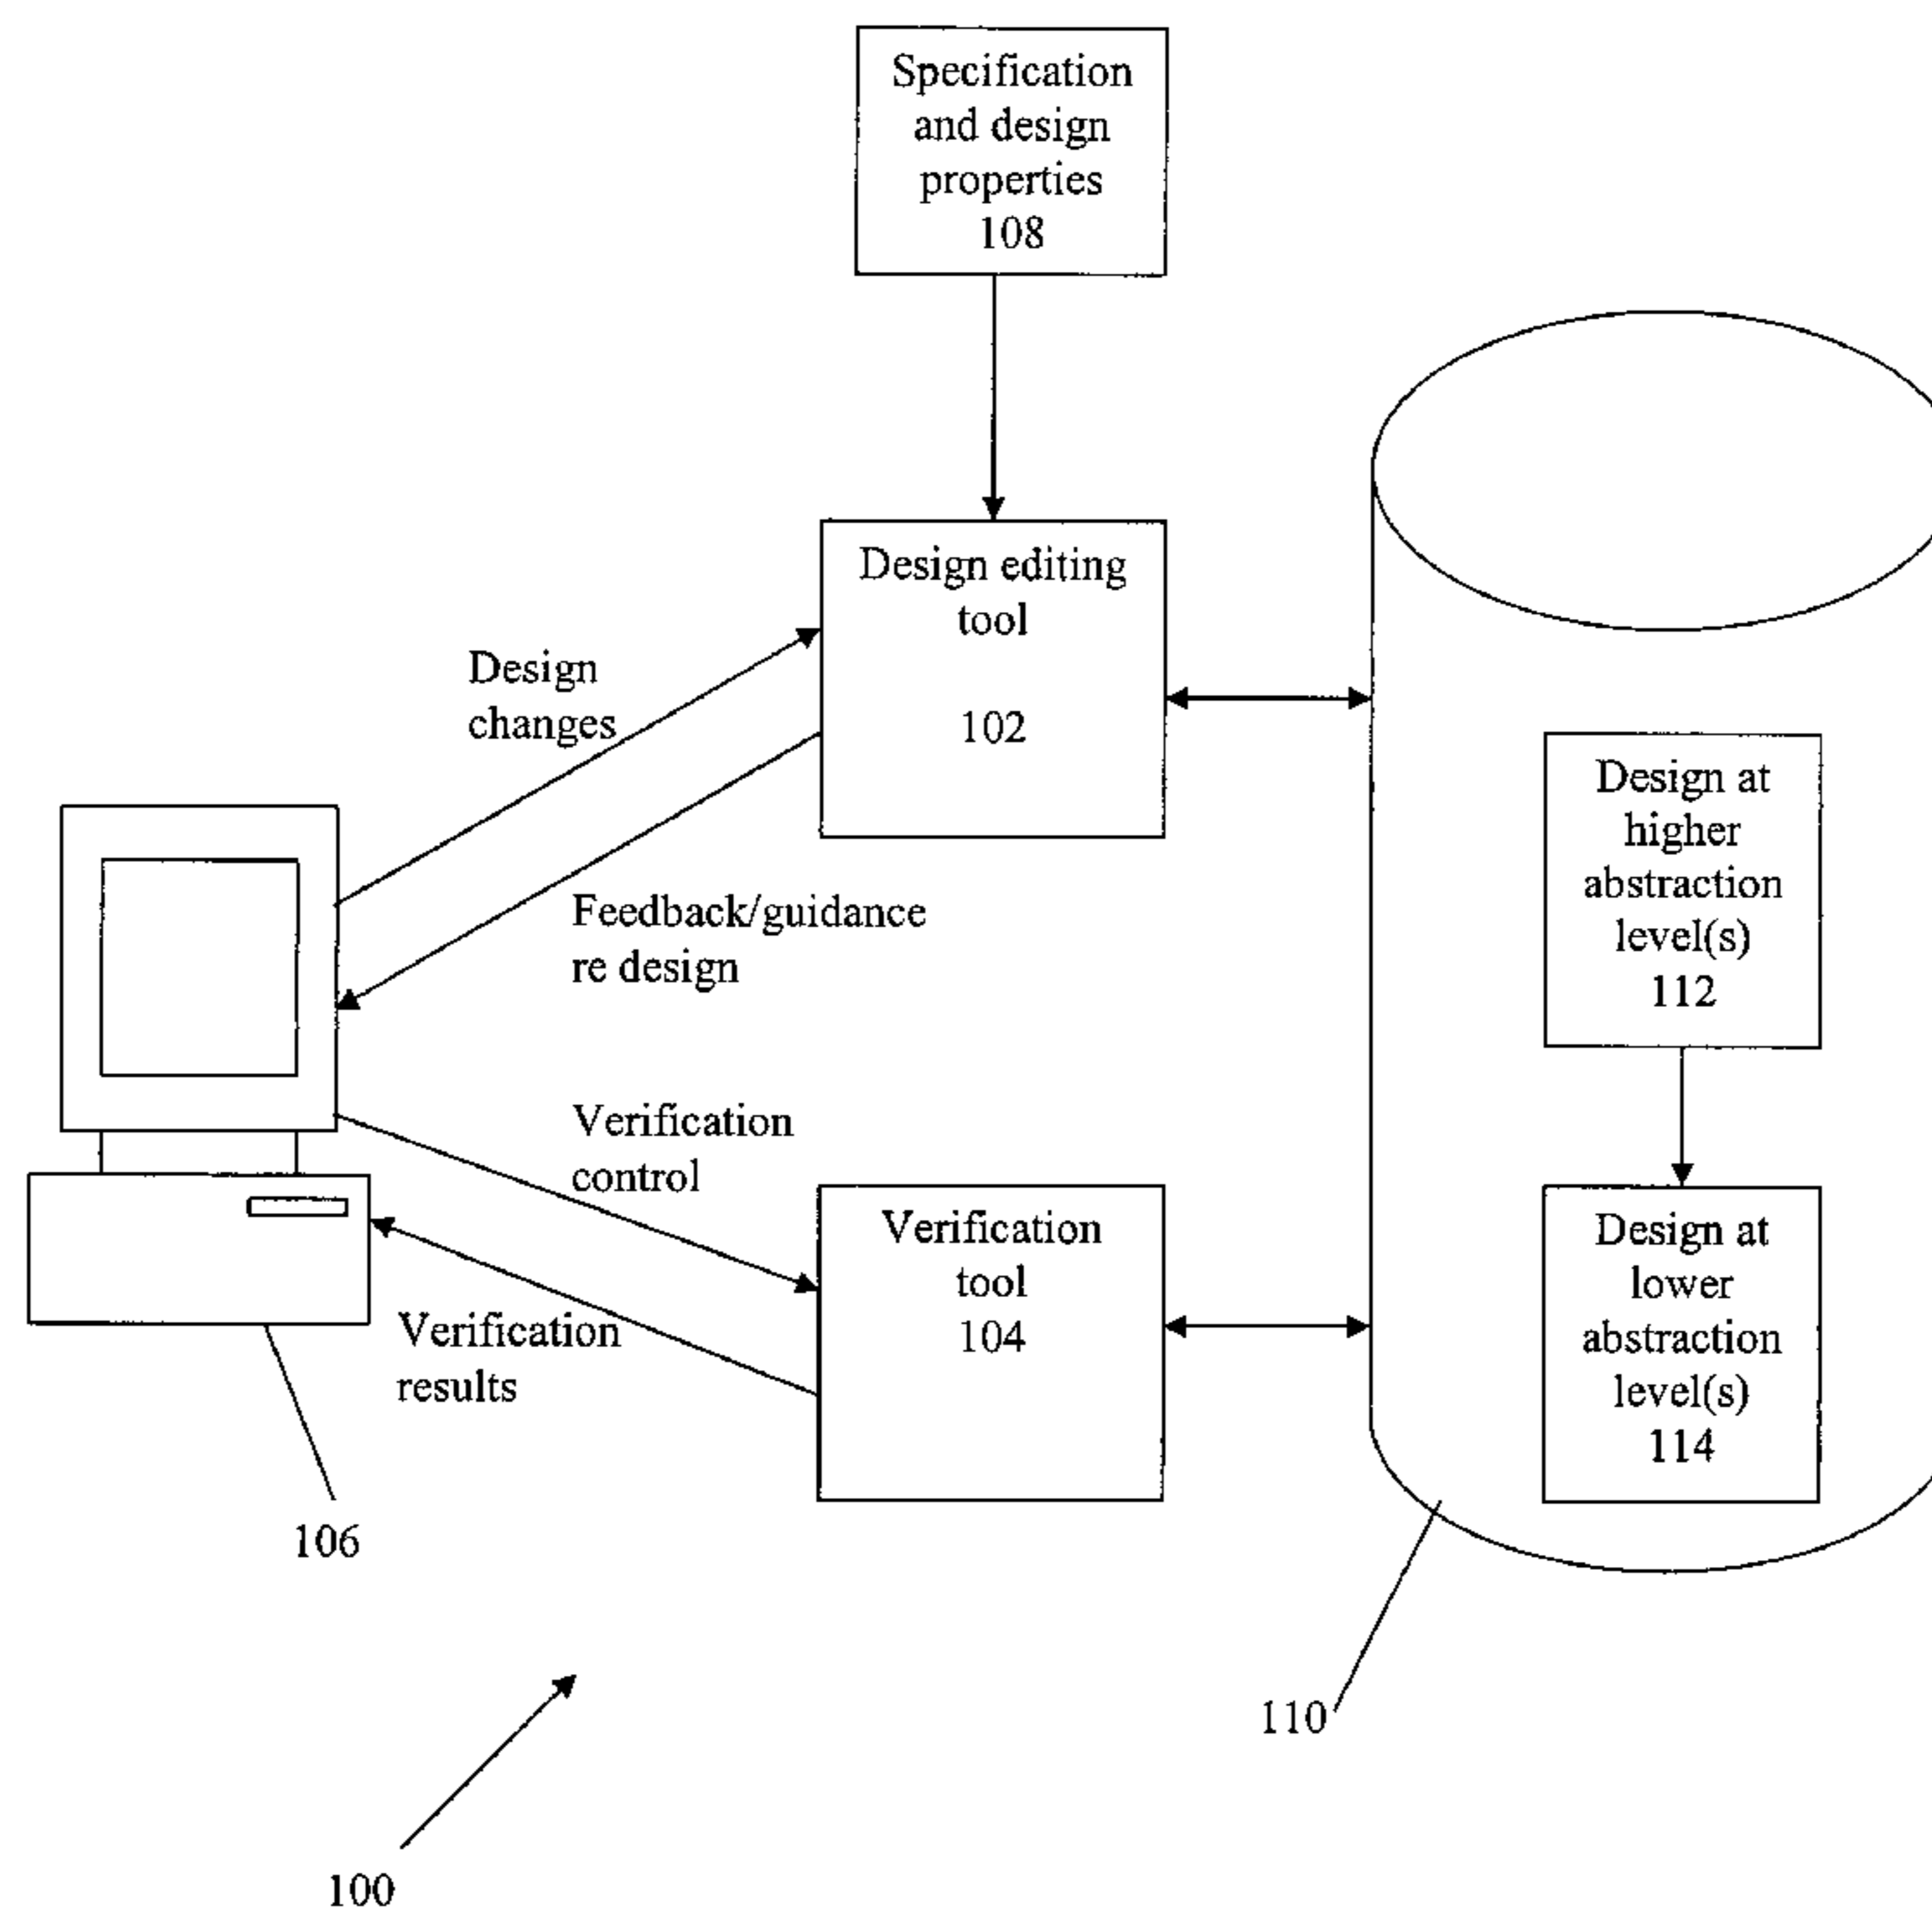 Specification
and design
properties
108
Design editing
tool
102
Design
changes
Feedback/guidance
re design
Design at
higher
abstraction
level(s)
112
Verification
control
Verification
tool
104
Verification
results
Design at
lower
abstraction
level(s)
114
106
110
100